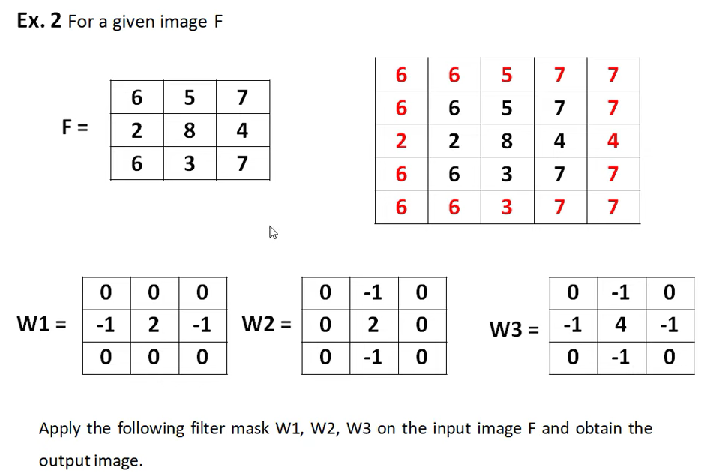 Ex. 2 For a given image F
6 6 5 7 7
6 5 7
6 6 5 7 7
F = 2 8 4
2 2 8 4 4
6 3 7
6 6 3 7 7
6 6 3 7 7
0 0 0
0 -1 0
0 -1 0
W1 = -1 2 -1
W2 = 0 2 0
W3 = -1 4 -1
0 0 0
0 -1 0
0 -1 0
Apply the following filter mask W1, W2, W3 on the input image F and obtain the
output image.